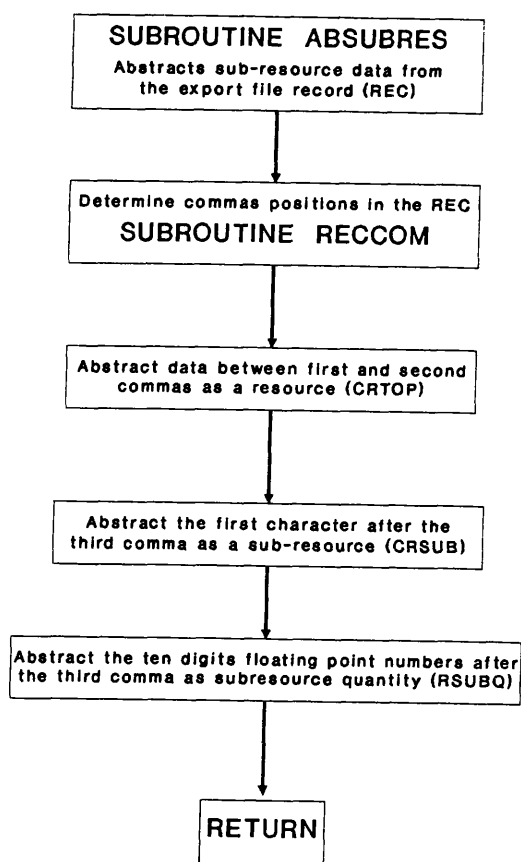 SUBROUTINE ABSUBRES
Abstracts sub-resource data from
the export file record (REC)
Determine commas positions in the REC
SUBROUTINE RECCOM
Abstract data between first and second
commas as a resource (CRTOP)
Abstract the first character after the
third comma as a sub-resource (CRSUB)
Abstract the ten digits floating point numbers after
the third comma as subresource quantity (RSUBQ)
RETURN